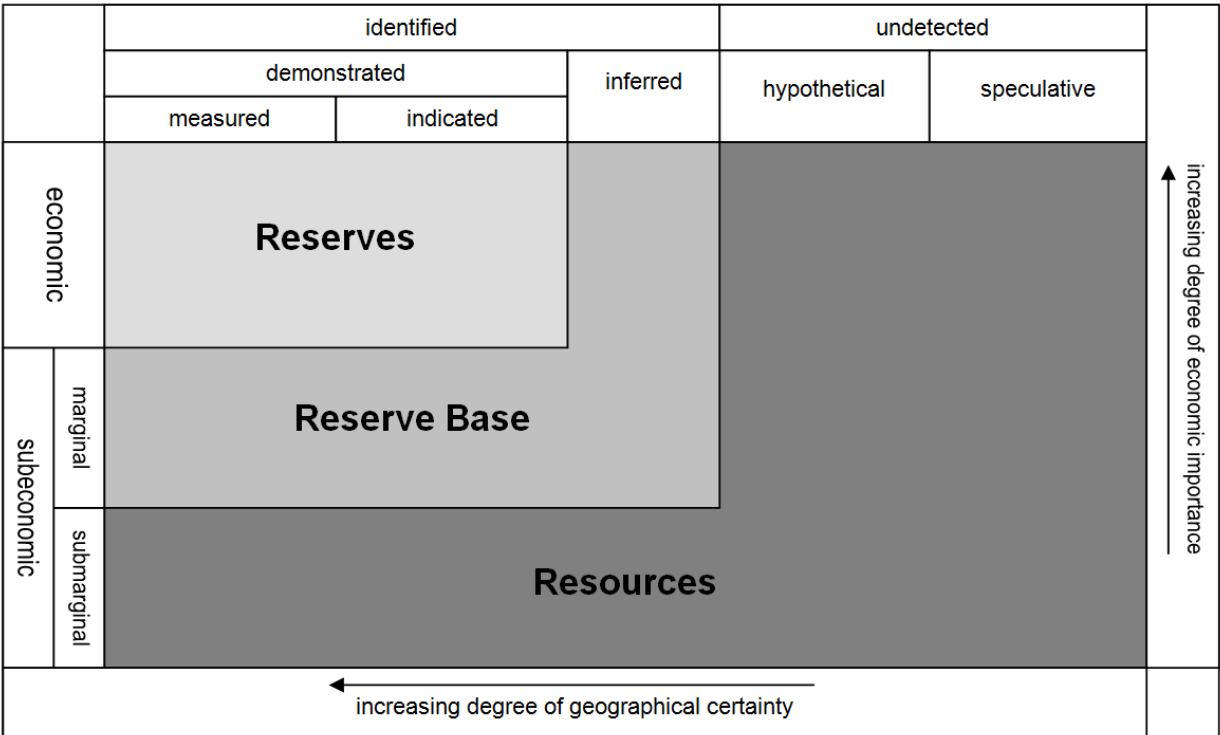 identified
undetected
demonstrated
inferred
hypothetical
speculative
measured
indicated
economic
Reserves
subeconomic
marginal
Reserve Base
submarginal
Resources
increasing degree of economic importance
increasing degree of geographical certainty